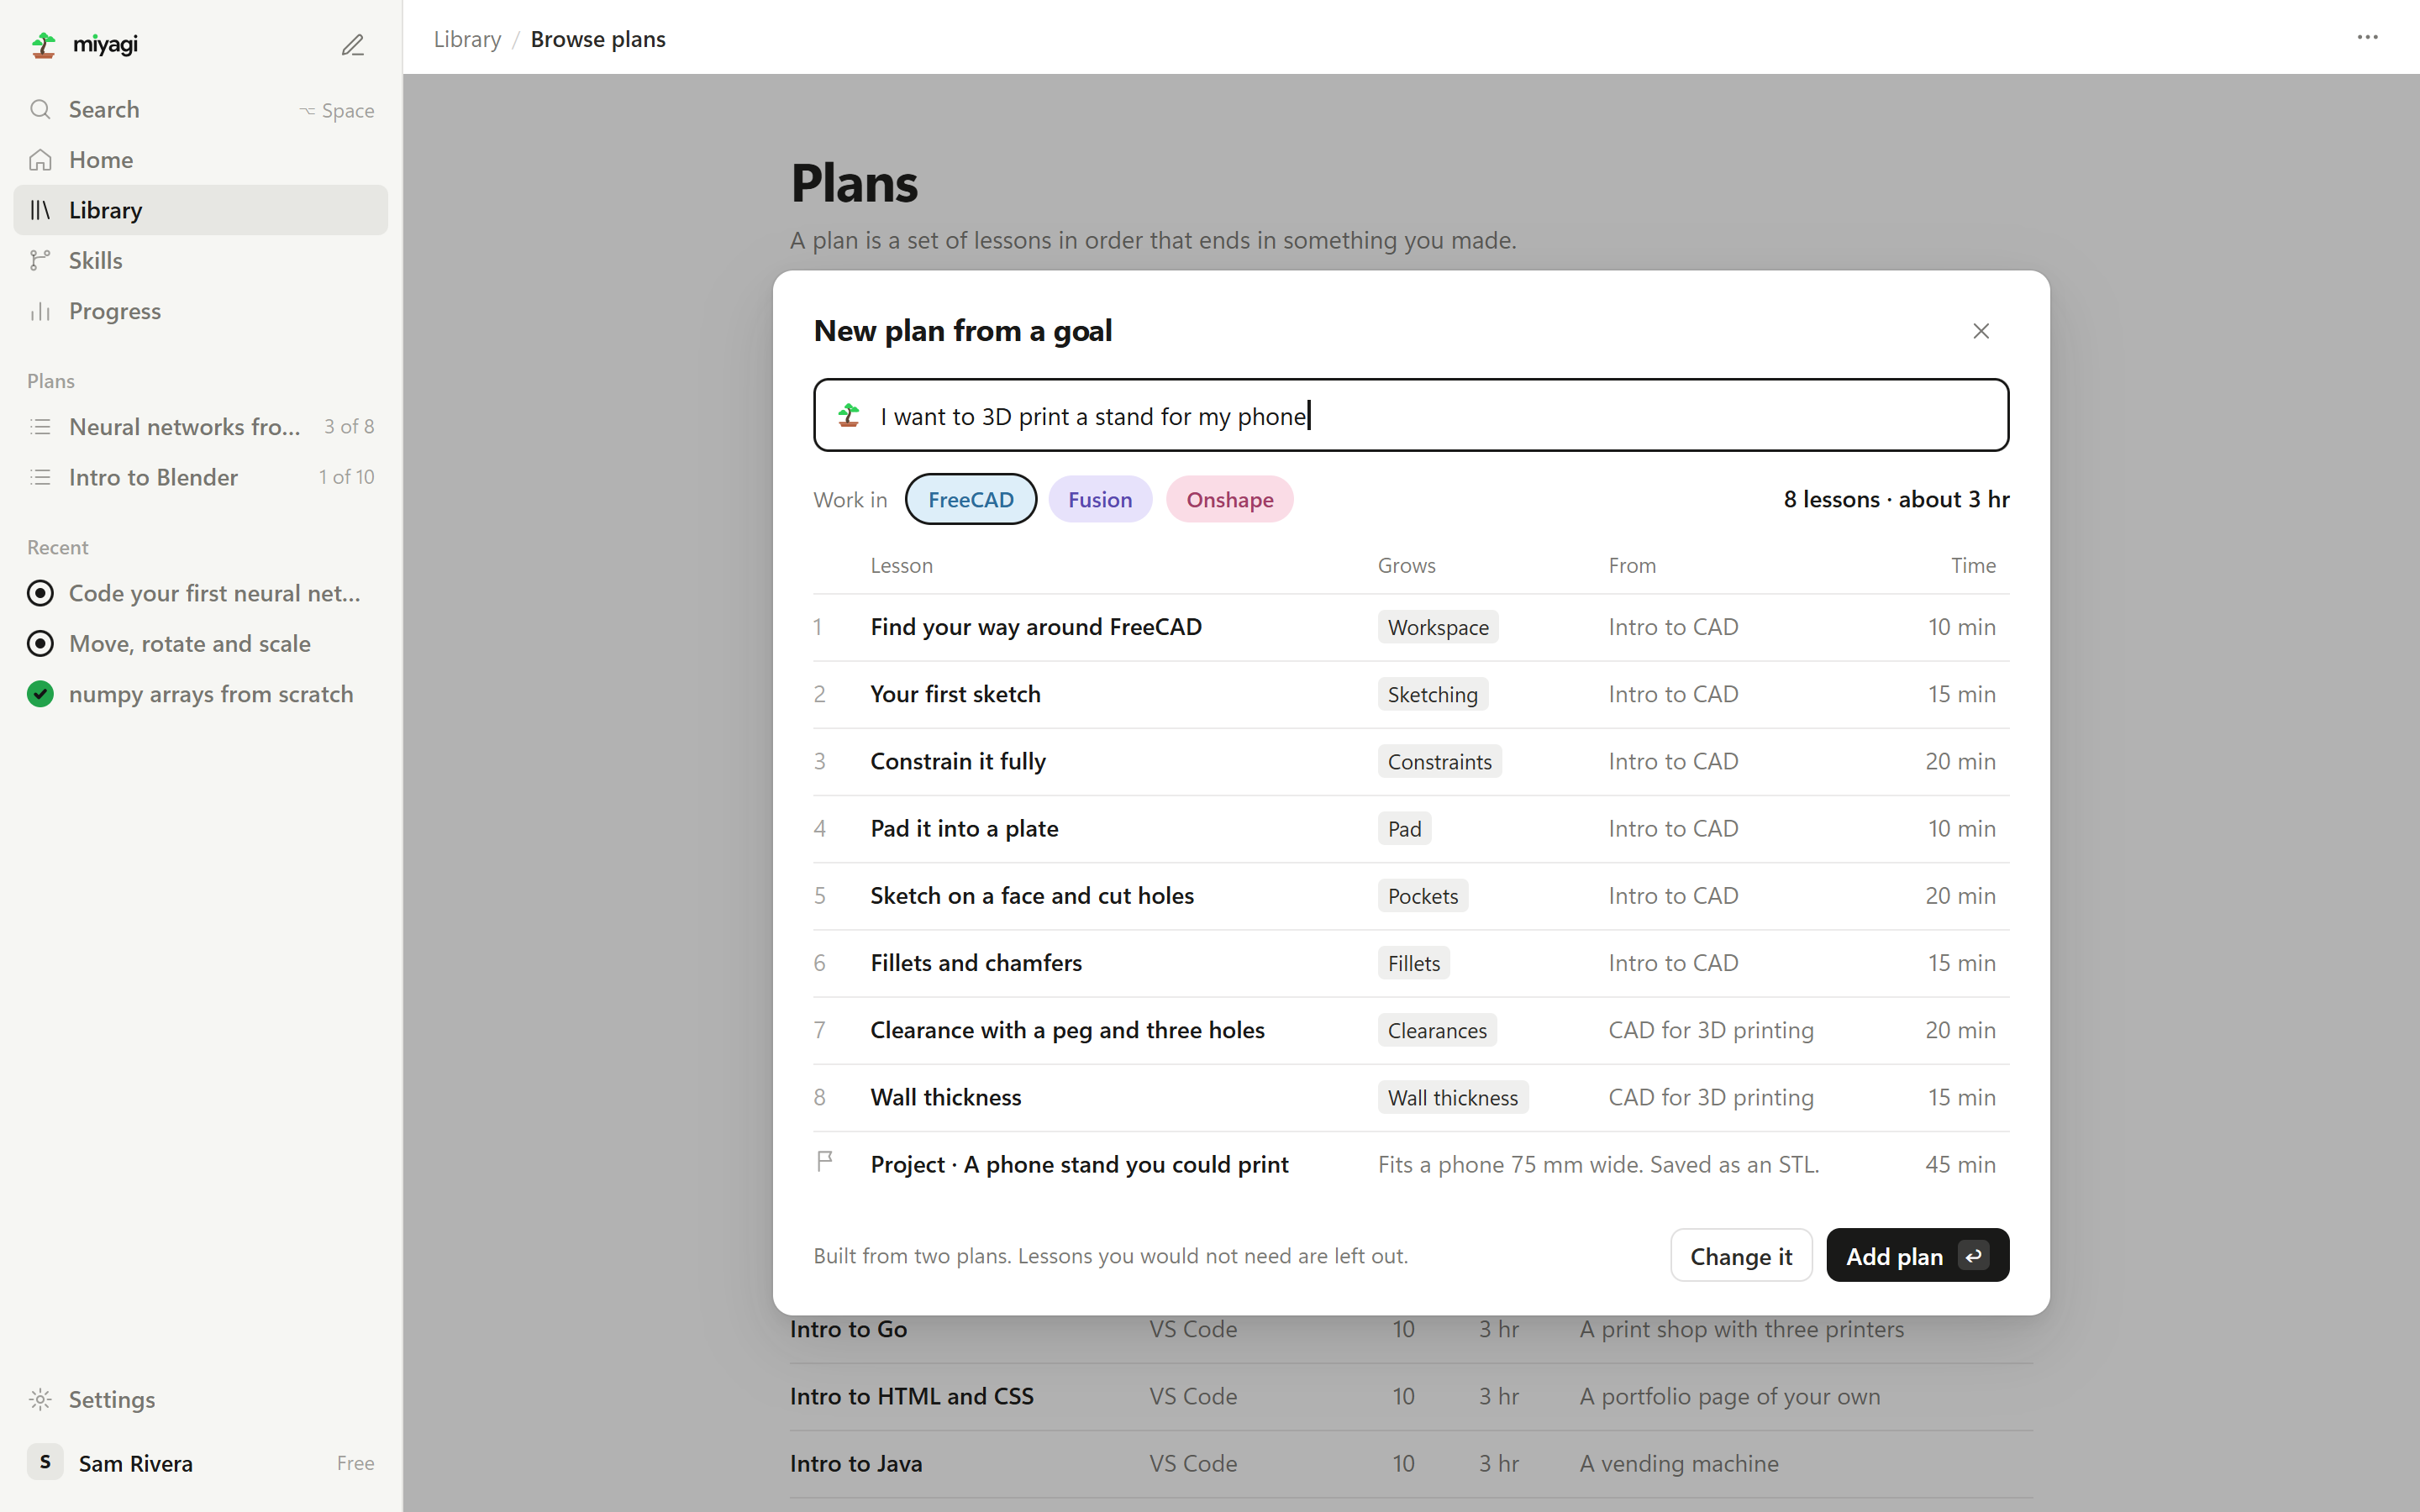 miyagi
Search ⌥ Space
Home
Library
Skills
Progress
Plans
Neural networks fro... 3 of 8
Intro to Blender 1 of 10
Recent
Code your first neural net...
Move, rotate and scale
numpy arrays from scratch
Settings
S Sam Rivera Free
Library / Browse plans
Plans
A plan is a set of lessons in order that ends in something you made.
New plan from a goal
I want to 3D print a stand for my phone
Work in FreeCAD Fusion Onshape 8 lessons · about 3 hr
Lesson Grows From Time
1 Find your way around FreeCAD Workspace Intro to CAD 10 min
2 Your first sketch Sketching Intro to CAD 15 min
3 Constrain it fully Constraints Intro to CAD 20 min
4 Pad it into a plate Pad Intro to CAD 10 min
5 Sketch on a face and cut holes Pockets Intro to CAD 20 min
6 Fillets and chamfers Fillets Intro to CAD 15 min
7 Clearance with a peg and three holes Clearances CAD for 3D printing 20 min
8 Wall thickness Wall thickness CAD for 3D printing 15 min
Project · A phone stand you could print Fits a phone 75 mm wide. Saved as an STL. 45 min
Built from two plans. Lessons you would not need are left out. Change it Add plan
Intro to Go VS Code 10 3 hr A print shop with three printers
Intro to HTML and CSS VS Code 10 3 hr A portfolio page of your own
Intro to Java VS Code 10 3 hr A vending machine